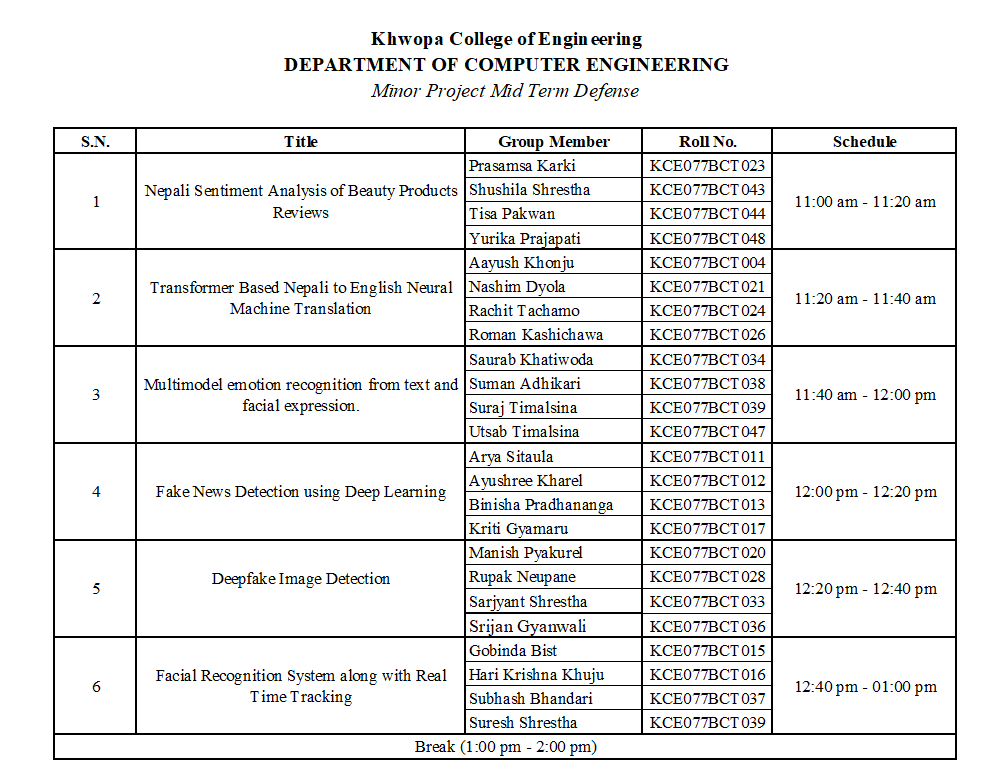 Khwopa College of Engineering
DEPARTMENT OF COMPUTER ENGINEERING
Minor Project Mid Term Defense
S.N. Title Group Member Roll No. Schedule
1 Nepali Sentiment Analysis of Beauty Products Reviews 11:00 am - 11:20 am
Prasamsa Karki KCE077BCT023
Shushila Shrestha KCE077BCT043
Tisa Pakwan KCE077BCT044
Yurika Prajapati KCE077BCT048
2 Transformer Based Nepali to English Neural Machine Translation 11:20 am - 11:40 am
Aayush Khonju KCE077BCT004
Nashim Dyola KCE077BCT021
Rachit Tachamo KCE077BCT024
Roman Kashichawa KCE077BCT026
3 Multimodel emotion recognition from text and facial expression. 11:40 am - 12:00 pm
Saurab Khatiwoda KCE077BCT034
Suman Adhikari KCE077BCT038
Suraj Timalsina KCE077BCT039
Utsab Timalsina KCE077BCT047
4 Fake News Detection using Deep Learning 12:00 pm - 12:20 pm
Arya Sitaula KCE077BCT011
Ayushree Kharel KCE077BCT012
Binisha Pradhananga KCE077BCT013
Kriti Gyamaru KCE077BCT017
5 Deepfake Image Detection 12:20 pm - 12:40 pm
Manish Pyakurel KCE077BCT020
Rupak Neupane KCE077BCT028
Sarjyant Shrestha KCE077BCT033
Srijan Gyanwali KCE077BCT036
6 Facial Recognition System along with Real Time Tracking 12:40 pm - 01:00 pm
Gobinda Bist KCE077BCT015
Hari Krishna Khuju KCE077BCT016
Subhash Bhandari KCE077BCT037
Suresh Shrestha KCE077BCT039
Break (1:00 pm - 2:00 pm)